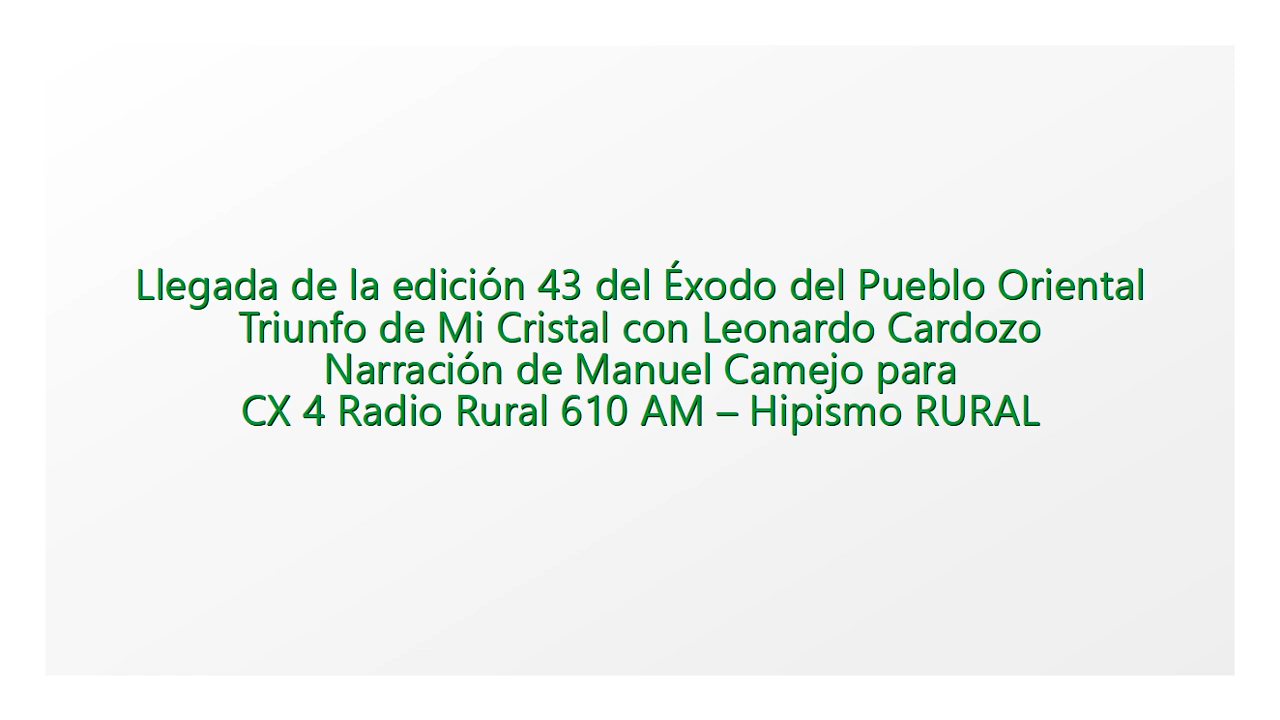 Llegada de la edición 43 del Éxodo del Pueblo Oriental
Triunfo de Mi Cristal con Leonardo Cardozo
Narración de Manuel Camejo para
CX 4 Radio Rural 610 AM – Hipismo RURAL